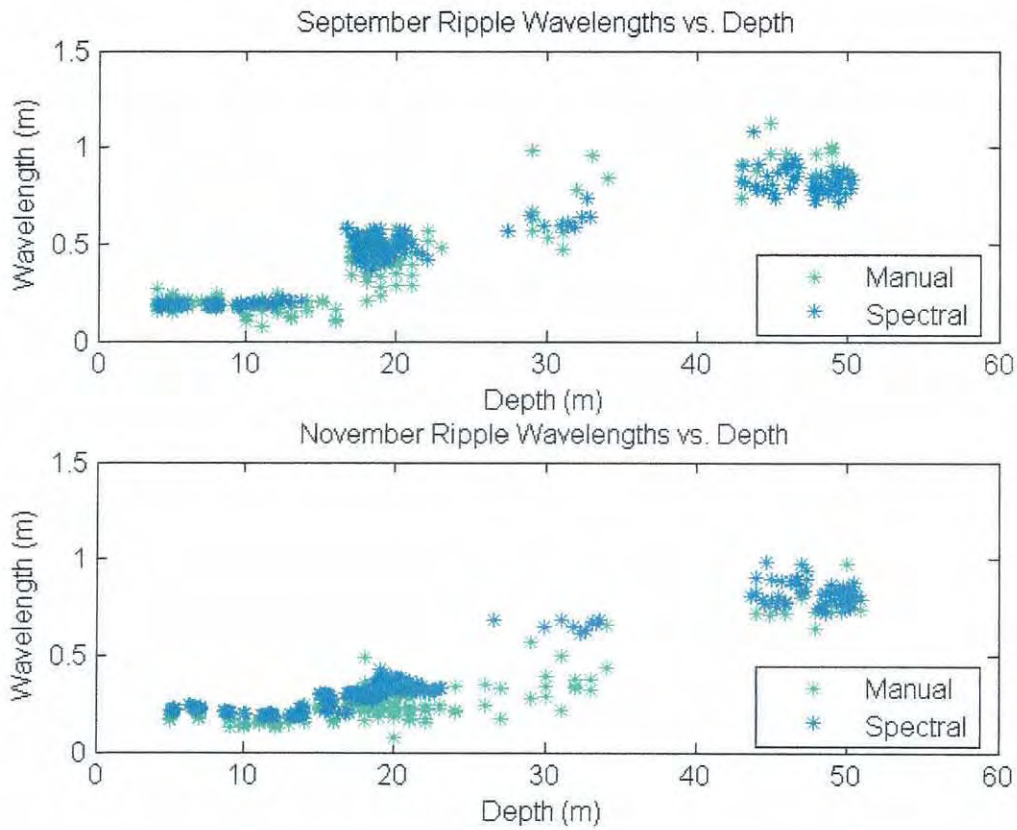 September Ripple Wavelengths vs. Depth
1.5
1
0.5
0
Wavelength (m)
Manual
Spectral
0 10 20 30 40 50 60
Depth (m)
November Ripple Wavelengths vs. Depth
1.5
1
0.5
0
Wavelength (m)
Manual
Spectral
0 10 20 30 40 50 60
Depth (m)